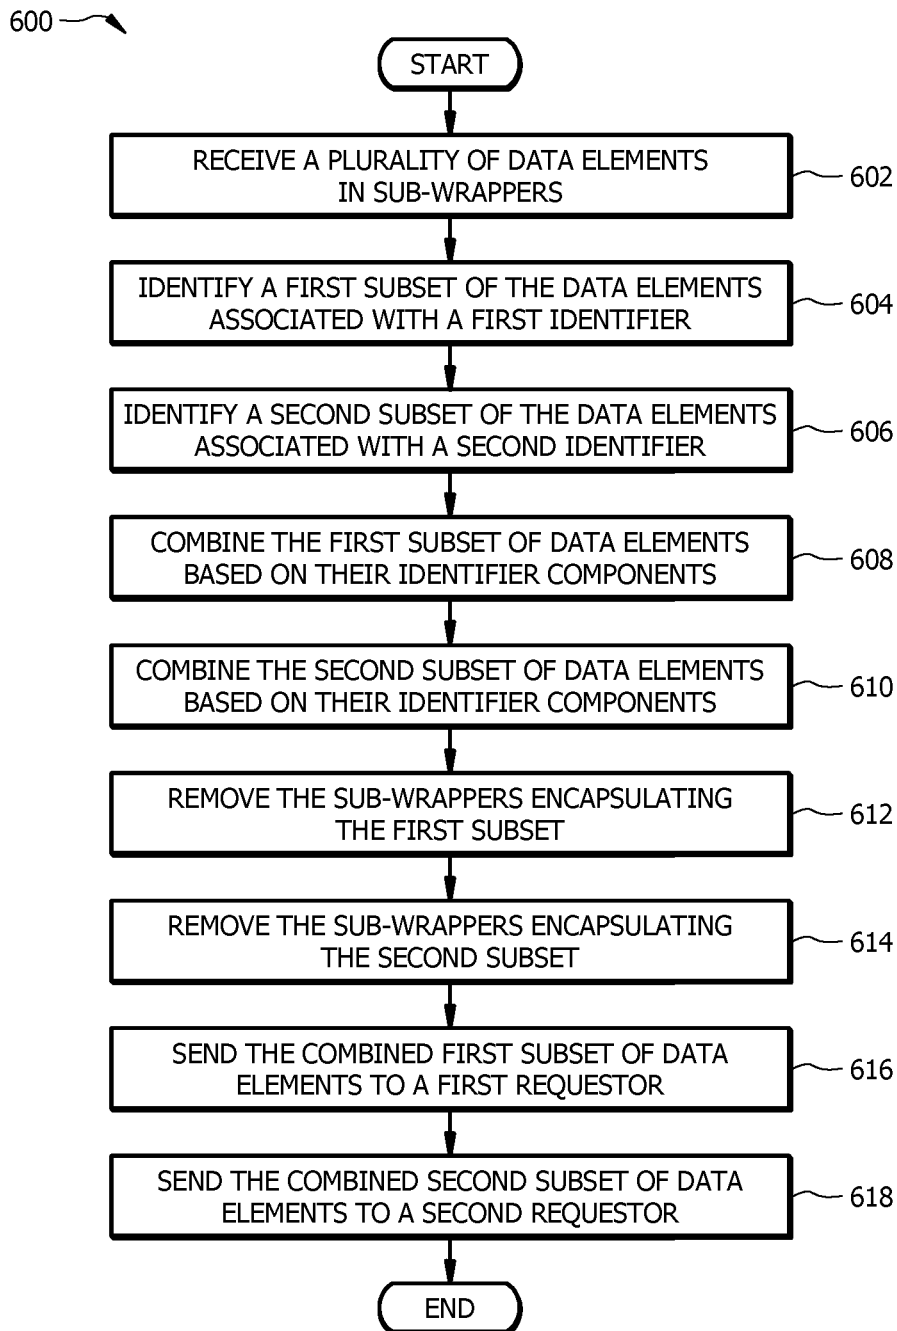 600
START
RECEIVE A PLURALITY OF DATA ELEMENTS
IN SUB-WRAPPERS
602
IDENTIFY A FIRST SUBSET OF THE DATA ELEMENTS
ASSOCIATED WITH A FIRST IDENTIFIER
604
IDENTIFY A SECOND SUBSET OF THE DATA ELEMENTS
ASSOCIATED WITH A SECOND IDENTIFIER
606
COMBINE THE FIRST SUBSET OF DATA ELEMENTS
BASED ON THEIR IDENTIFIER COMPONENTS
608
COMBINE THE SECOND SUBSET OF DATA ELEMENTS
BASED ON THEIR IDENTIFIER COMPONENTS
610
REMOVE THE SUB-WRAPPERS ENCAPSULATING
THE FIRST SUBSET
612
REMOVE THE SUB-WRAPPERS ENCAPSULATING
THE SECOND SUBSET
614
SEND THE COMBINED FIRST SUBSET OF DATA
ELEMENTS TO A FIRST REQUESTOR
616
SEND THE COMBINED SECOND SUBSET OF DATA
ELEMENTS TO A SECOND REQUESTOR
618
END